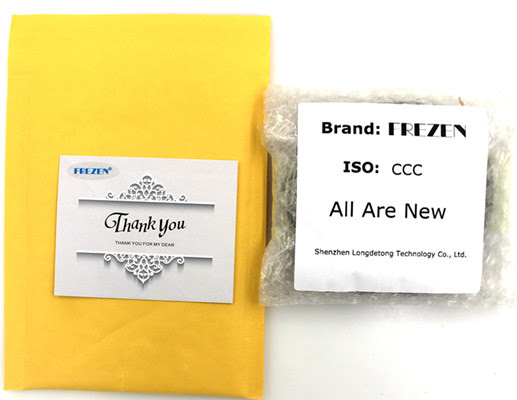 FREZEN®
Thank you
THANK YOU FOR MY DEAR
Brand: FREZEN
ISO: CCC
All Are New
Shenzhen Longdetong Technology Co., Ltd.